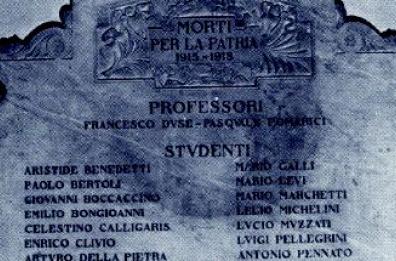 MORTI
PER LA PATRIA
1915-1918
PROFESSORI
FRANCESCO DVSE - PASQVALE ROMARICI
STVDENTI
ARISTIDE BENEDETTI
PAOLO BERTOLI
GIOVANNI BOCCACCINO
EMILIO BONGIOANNI
CELESTINO CALLIGARIS
ENRICO CLIVIO
ARTVRO DELLA PIETRA
MARIO GALLI
MARIO LEVI
MARIO MARCHETTI
LELIO MICHELINI
LVCIO MVZZATI
LVIGI PELLEGRINI
ANTONIO PENNATO